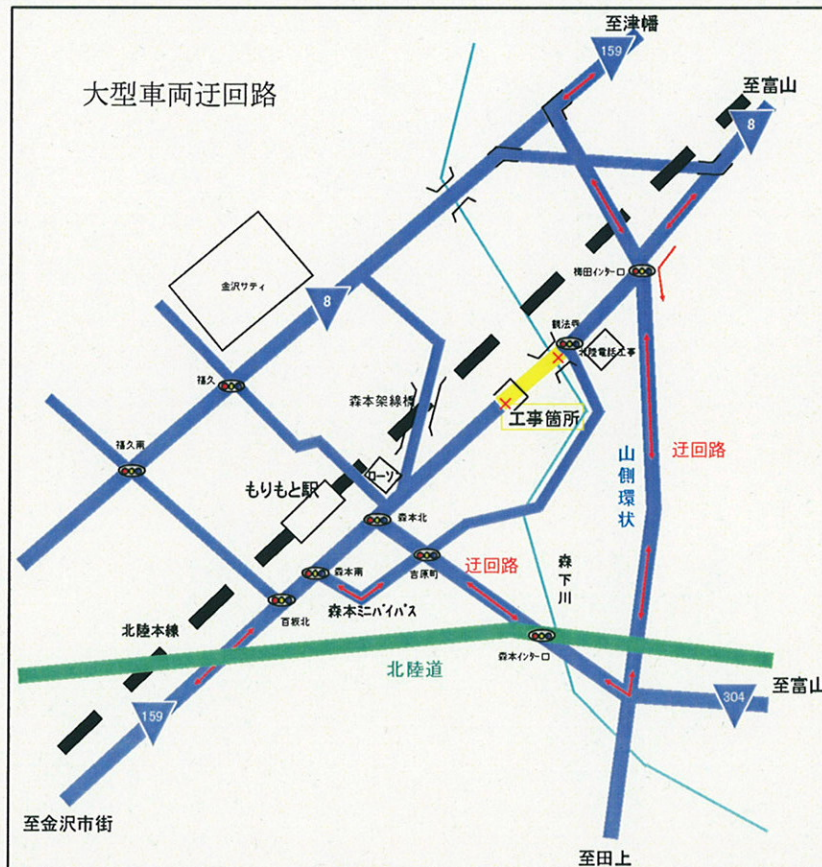 至津幡
159
大型車両迂回路
至富山
8
金沢サティ
8
梅田インター口
観法寺
北陸電話工事
福久
森本架線橋
工事箇所
福久南
ローソン
もりもと駅
迂回路
山側環状
森本北
森本南
吉原町
迂回路
森下川
百坂北
森本ミニバイパス
北陸本線
森本インター口
北陸道
至富山
304
159
至金沢市街
至田上